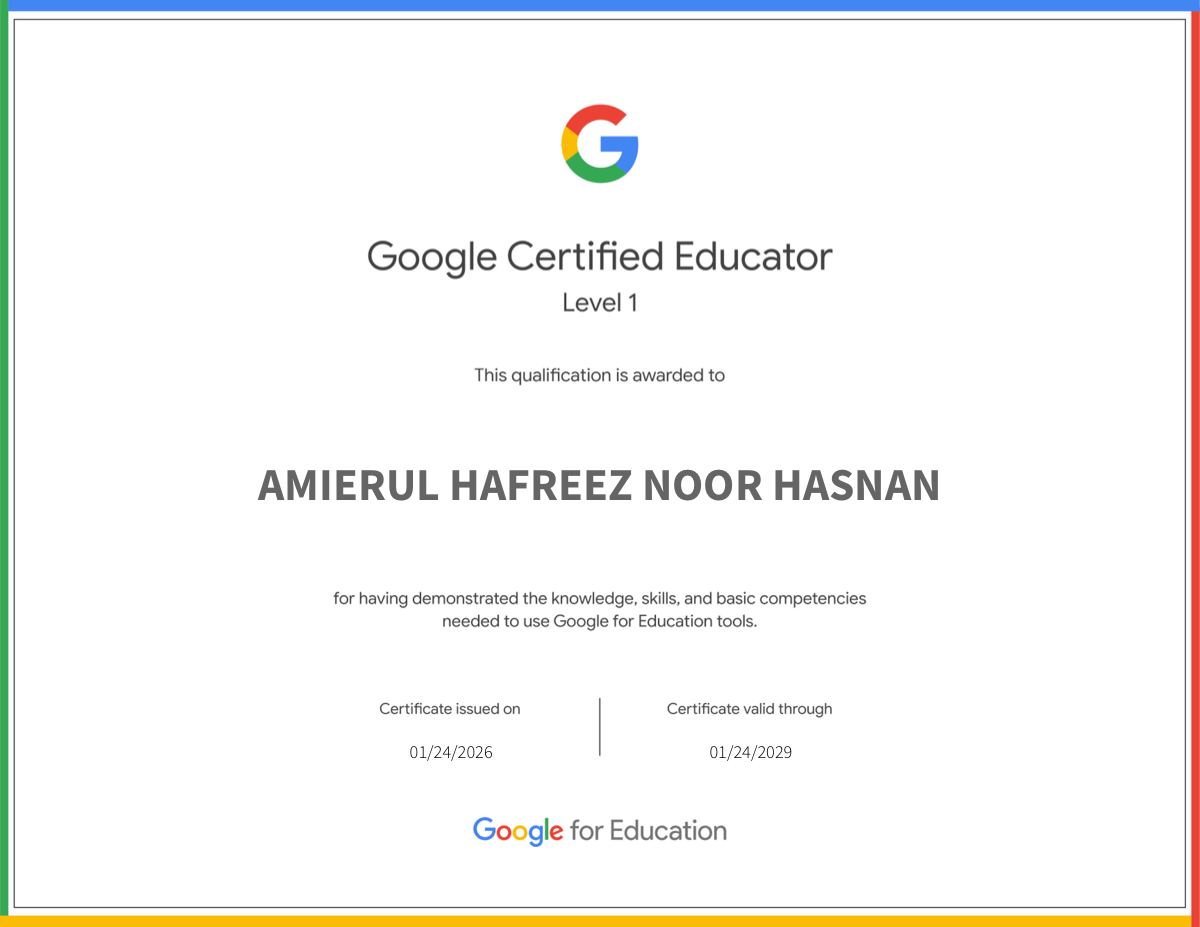 Google Certified Educator
Level 1
This qualification is awarded to
AMIERUL HAFREEZ NOOR HASNAN
for having demonstrated the knowledge, skills, and basic competencies
needed to use Google for Education tools.
Certificate issued on
01/24/2026
Certificate valid through
01/24/2029
Google for Education